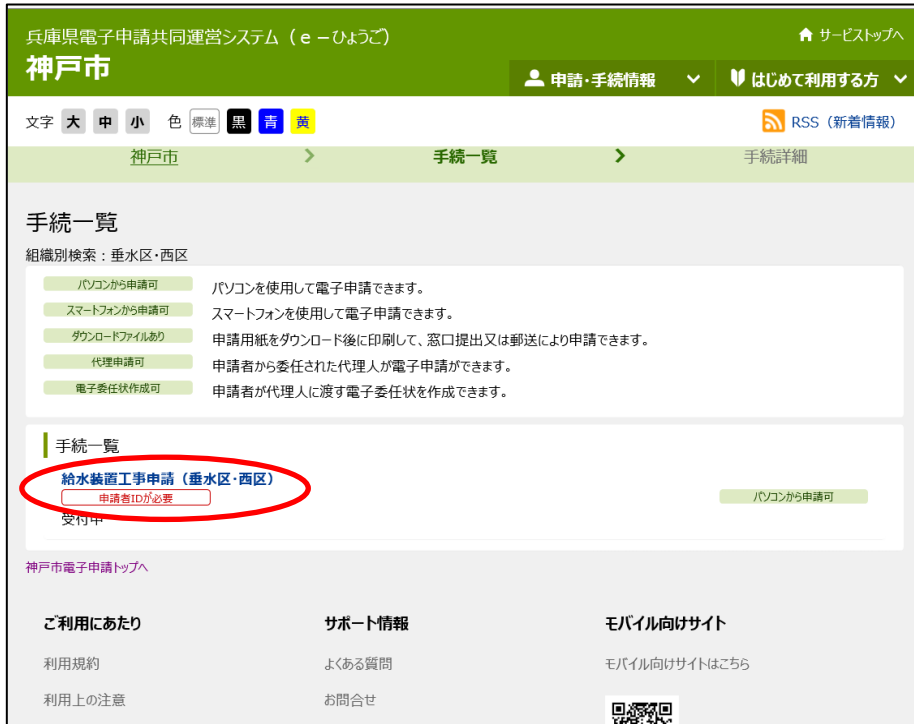 兵庫県電子申請共同運営システム（e－ひょうご）
サービストップへ
神戸市
申請・手続情報
はじめて利用する方
文字 大 中 小 色 標準 黒 青 黄
RSS（新着情報）
神戸市 > 手続一覧 > 手続詳細
手続一覧
組織別検索：垂水区・西区
パソコンから申請可 パソコンを使用して電子申請できます。
スマートフォンから申請可 スマートフォンを使用して電子申請できます。
ダウンロードファイルあり 申請用紙をダウンロード後に印刷して、窓口提出又は郵送により申請できます。
代理申請可 申請者から委任された代理人が電子申請ができます。
電子委任状作成可 申請者が代理人に渡す電子委任状を作成できます。
手続一覧
給水装置工事申請（垂水区・西区）
申請者IDが必要
パソコンから申請可
受付中
神戸市電子申請トップへ
ご利用にあたり サポート情報 モバイル向けサイト
利用規約 よくある質問 モバイル向けサイトはこちら
利用上の注意 お問合せ